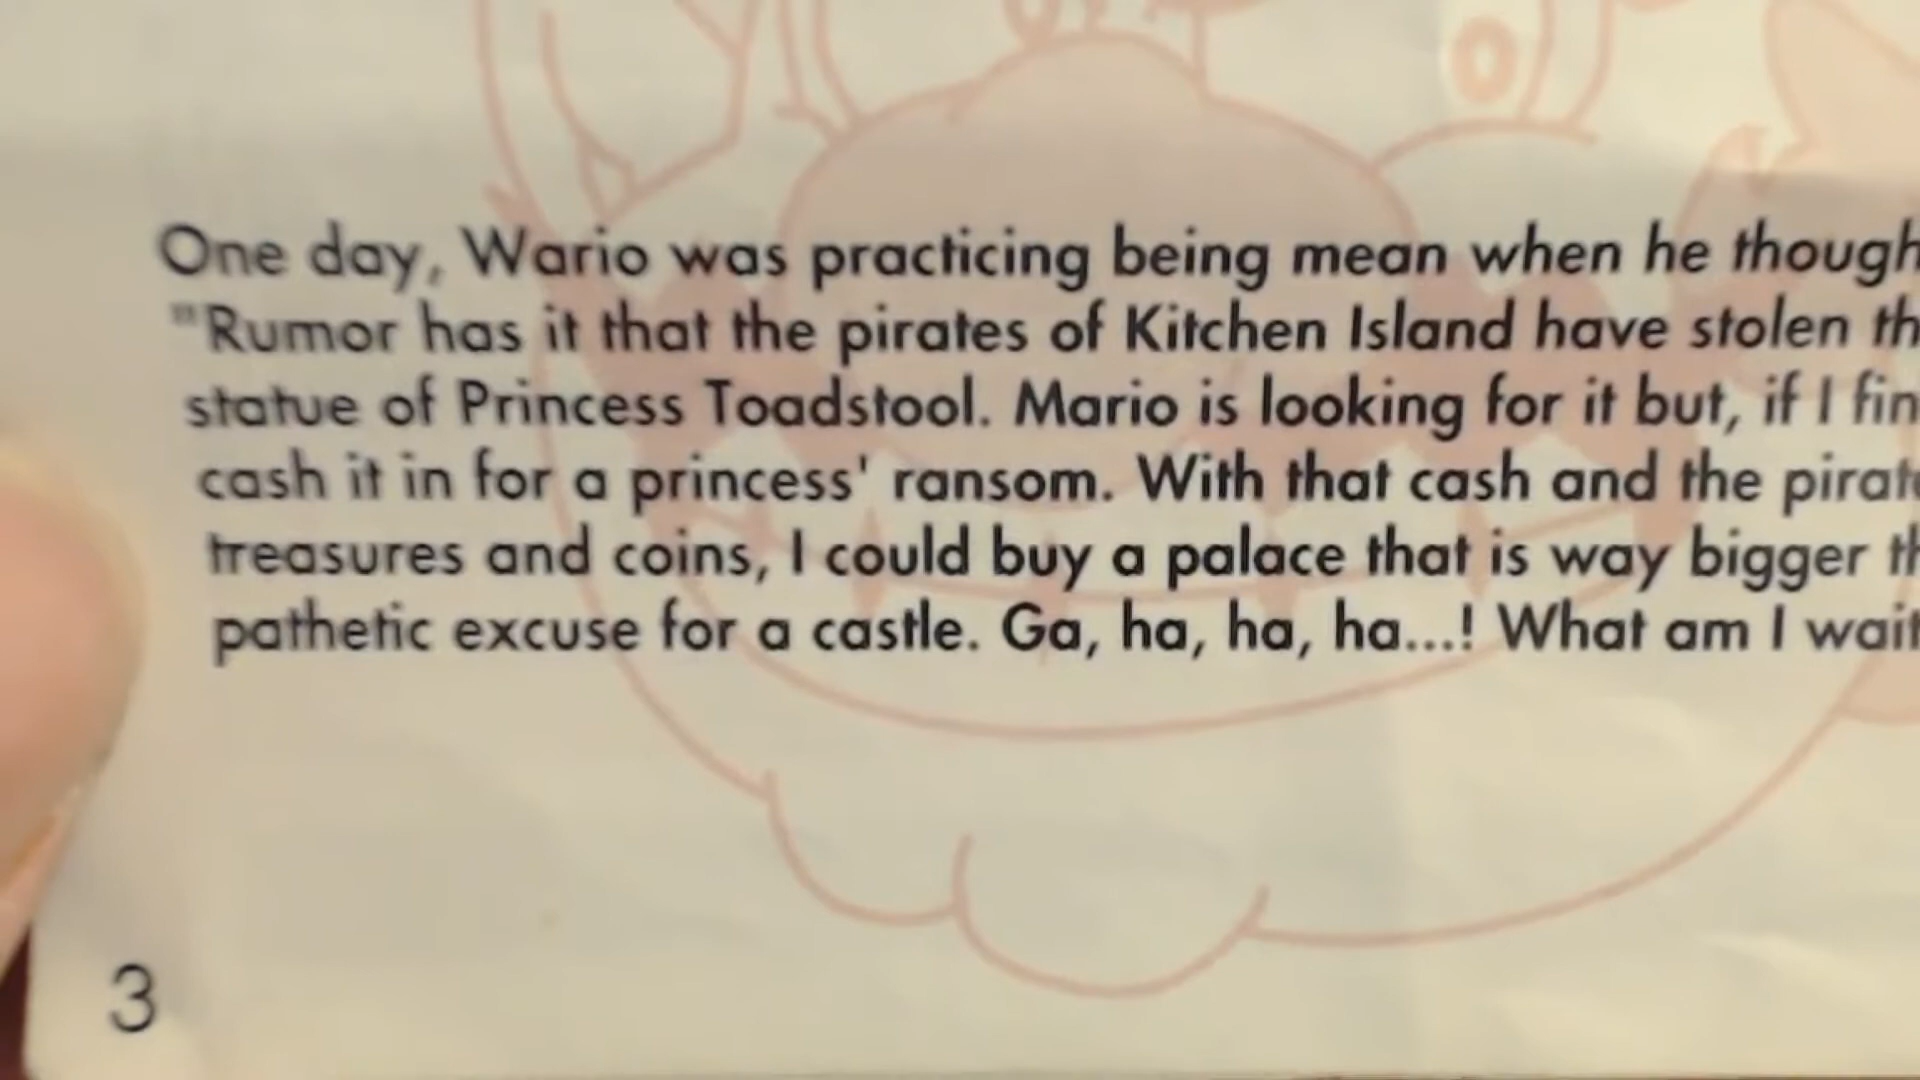 One day, Wario was practicing being mean when he though
"Rumor has it that the pirates of Kitchen Island have stolen th
statue of Princess Toadstool. Mario is looking for it but, if I fin
cash it in for a princess' ransom. With that cash and the pirate
treasures and coins, I could buy a palace that is way bigger th
pathetic excuse for a castle. Ga, ha, ha, ha...! What am I wait
3